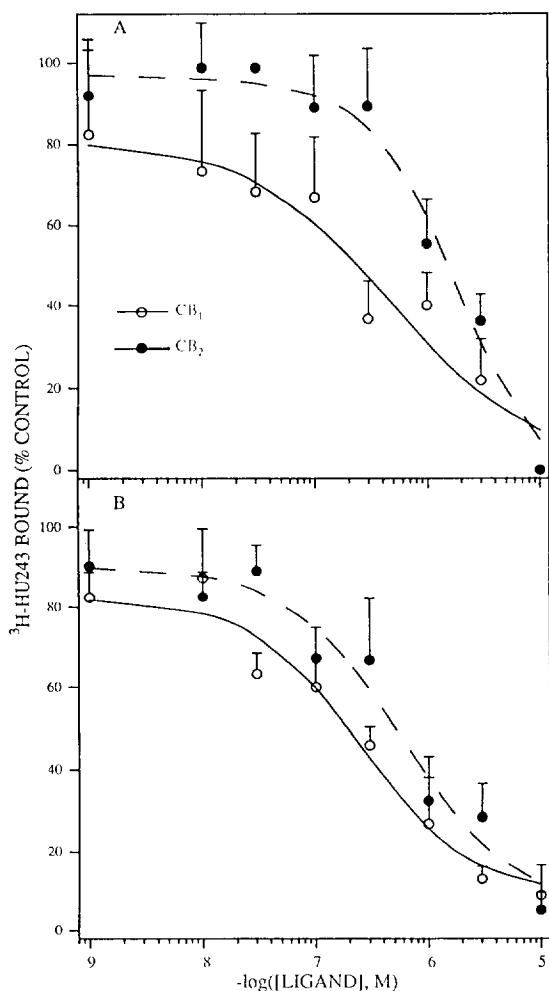 A
100
80
60
40
20
0
CB₁
CB₂
³H-HU243 BOUND (% CONTROL)
B
100
80
60
40
20
0
9 8 7 6 5
-log([LIGAND], M)